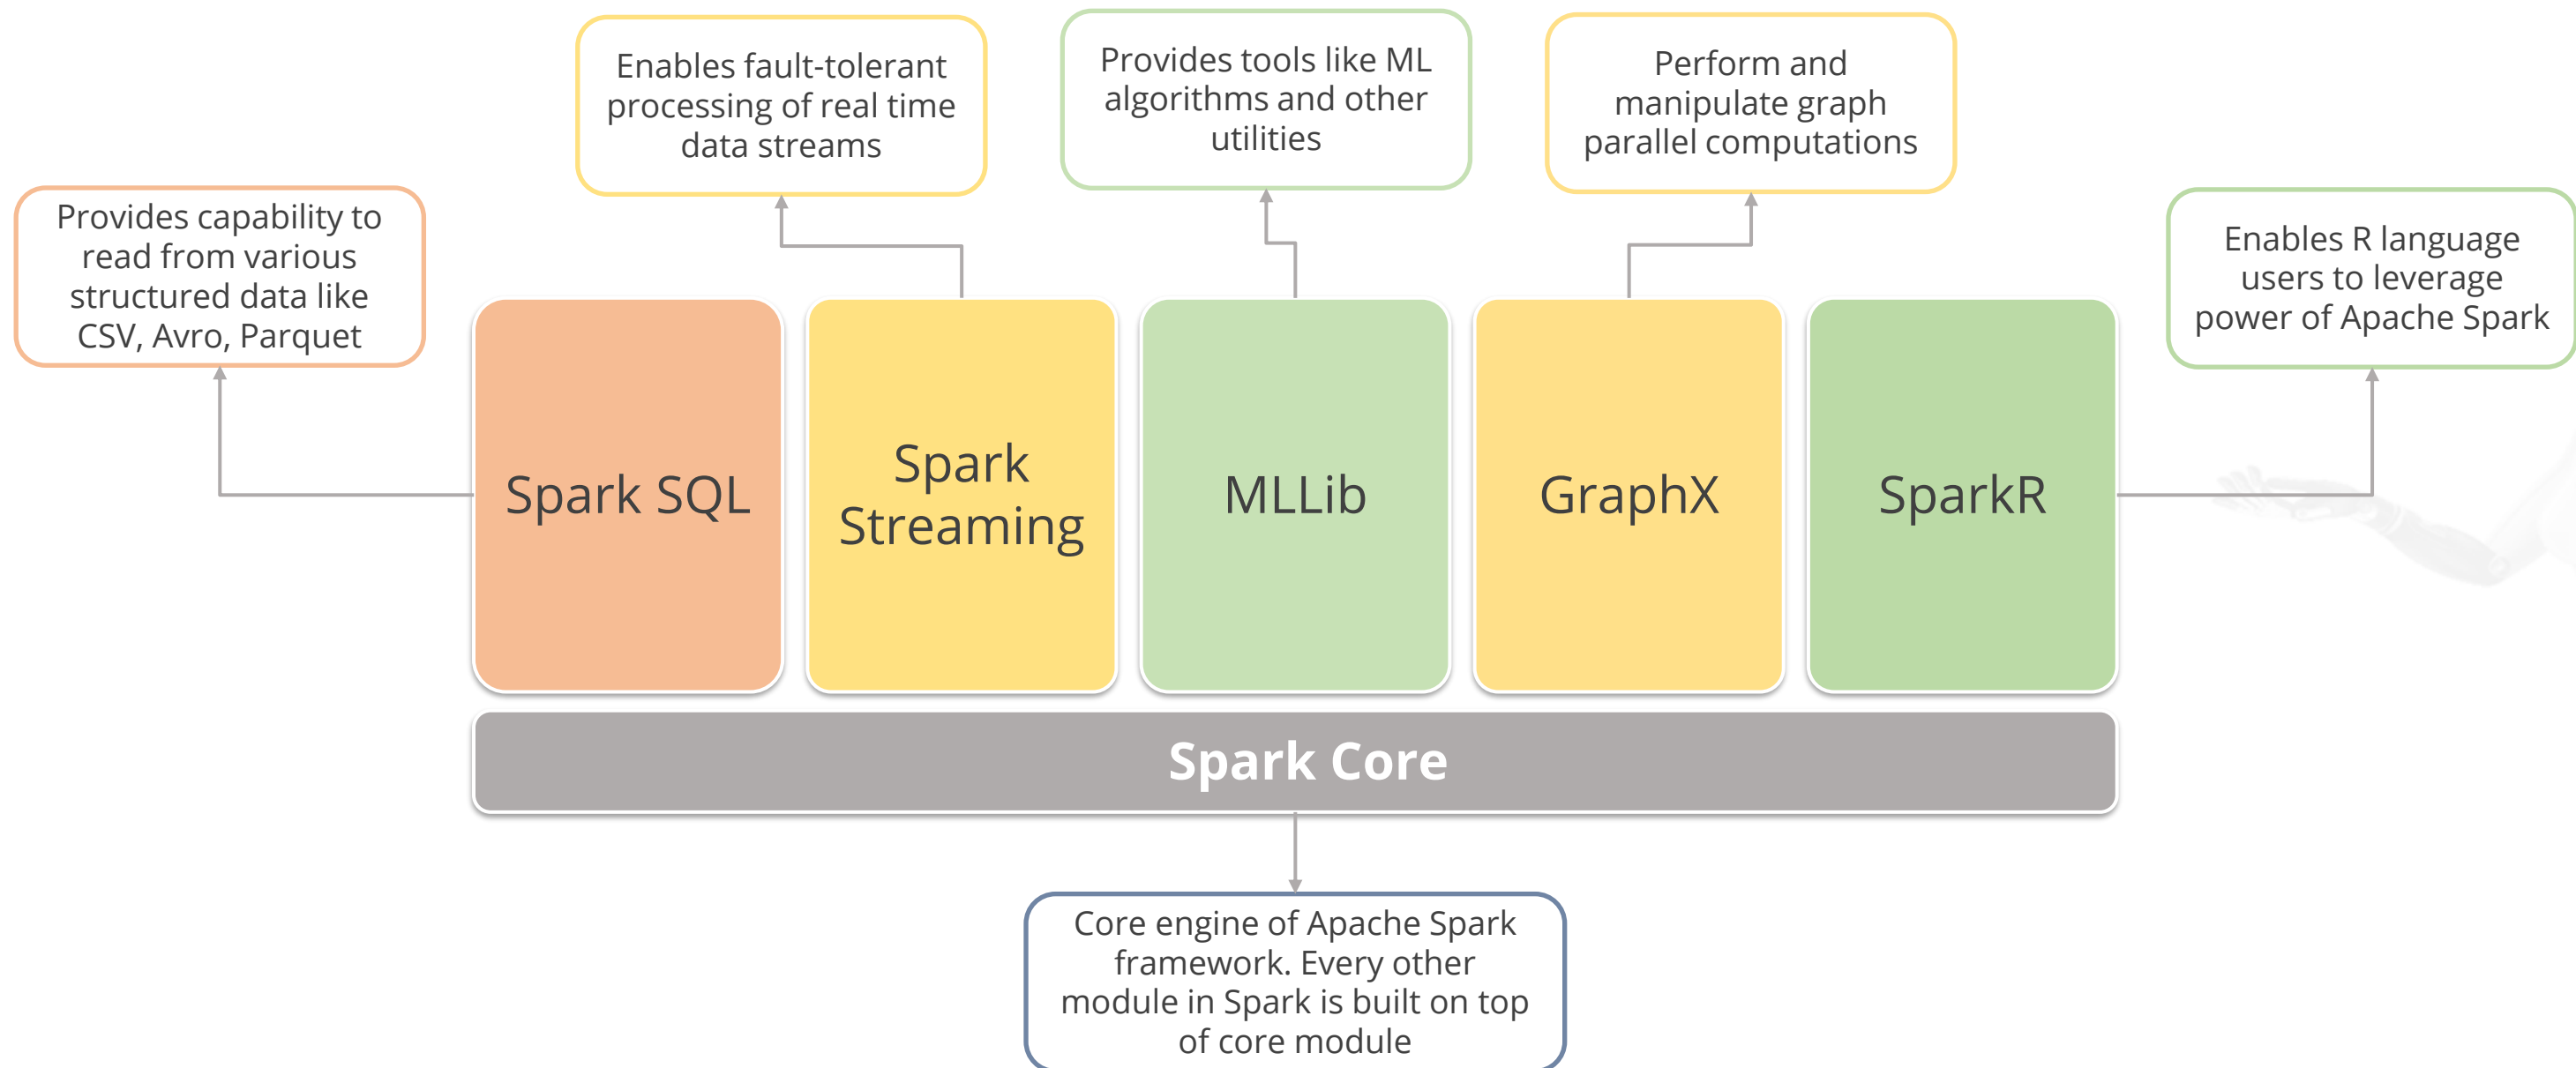 Enables fault-tolerant
processing of real time
data streams
Provides tools like ML
algorithms and other
utilities
Perform and
manipulate graph
parallel computations
Provides capability to
read from various
structured data like
CSV, Avro, Parquet
Enables R language
users to leverage
power of Apache Spark
Spark SQL
Spark
Streaming
MLLib
GraphX
SparkR
Spark Core
Core engine of Apache Spark
framework. Every other
module in Spark is built on top
of core module